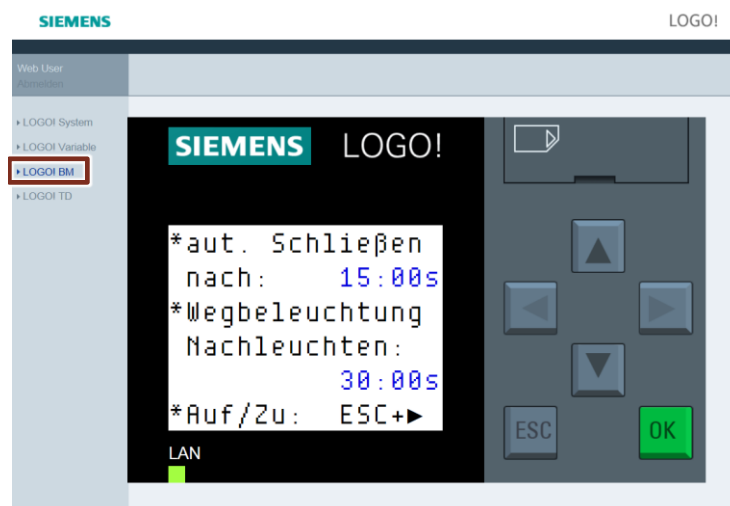 SIEMENS LOGO!
Web User
Abmelden
LOGO! System
LOGO! Variable
LOGO! BM
LOGO! TD
SIEMENS LOGO!
*aut. Schließen
nach: 15:00s
*Wegbeleuchtung
Nachleuchten:
30:00s
*Auf/Zu: ESC+►
LAN
ESC OK